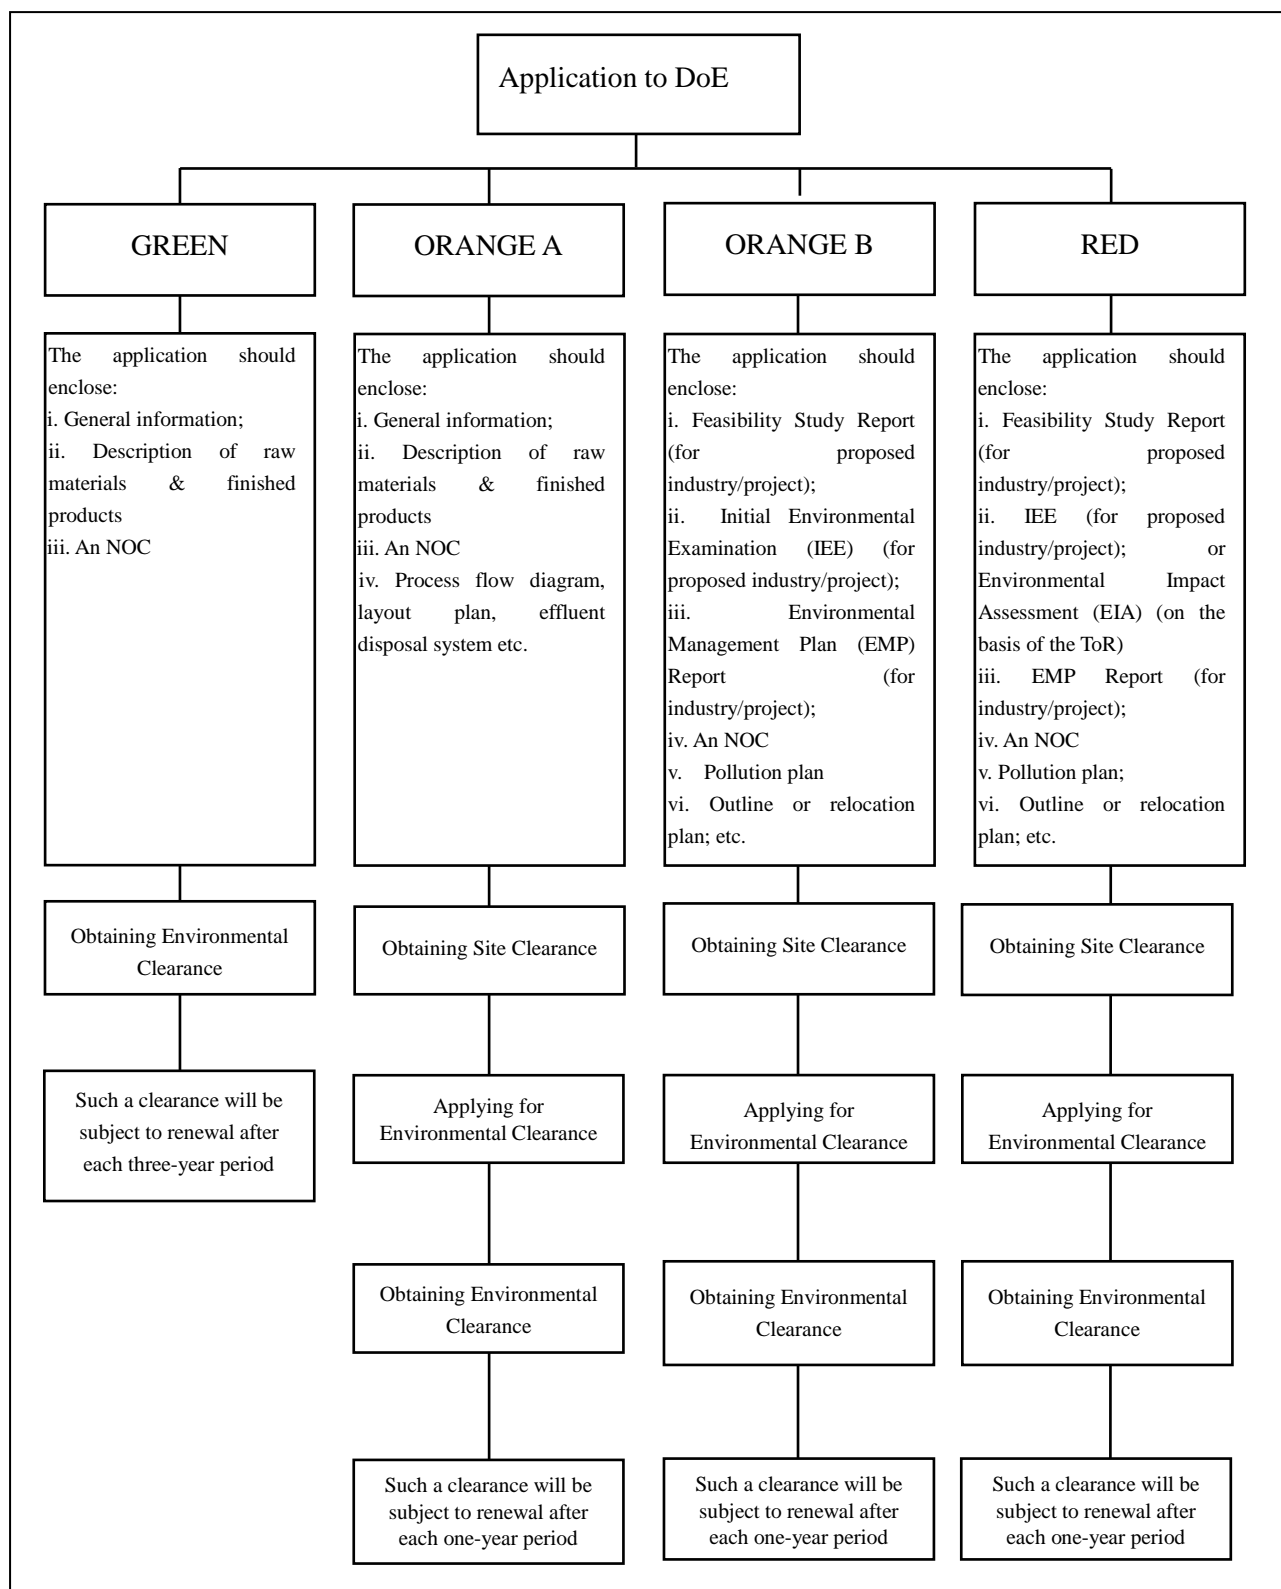 Application to DoE
GREEN
ORANGE A
ORANGE B
RED
The application should
enclose:
i. General information;
ii. Description of raw
materials & finished
products
iii. An NOC
The application should
enclose:
i. General information;
ii. Description of raw
materials & finished
products
iii. An NOC
iv. Process flow diagram,
layout plan, effluent
disposal system etc.
The application should
enclose:
i. Feasibility Study Report
(for proposed
industry/project);
ii. Initial Environmental
Examination (IEE) (for
proposed industry/project);
iii. Environmental
Management Plan (EMP)
Report (for
industry/project);
iv. An NOC
v. Pollution plan
vi. Outline or relocation
plan; etc.
The application should
enclose:
i. Feasibility Study Report
(for proposed
industry/project);
ii. IEE (for proposed
industry/project); or
Environmental Impact
Assessment (EIA) (on the
basis of the ToR)
iii. EMP Report (for
industry/project);
iv. An NOC
v. Pollution plan;
vi. Outline or relocation
plan; etc.
Obtaining Environmental
Clearance
Obtaining Site Clearance
Obtaining Site Clearance
Obtaining Site Clearance
Such a clearance will be
subject to renewal after
each three-year period
Applying for
Environmental Clearance
Applying for
Environmental Clearance
Applying for
Environmental Clearance
Obtaining Environmental
Clearance
Obtaining Environmental
Clearance
Obtaining Environmental
Clearance
Such a clearance will be
subject to renewal after
each one-year period
Such a clearance will be
subject to renewal after
each one-year period
Such a clearance will be
subject to renewal after
each one-year period